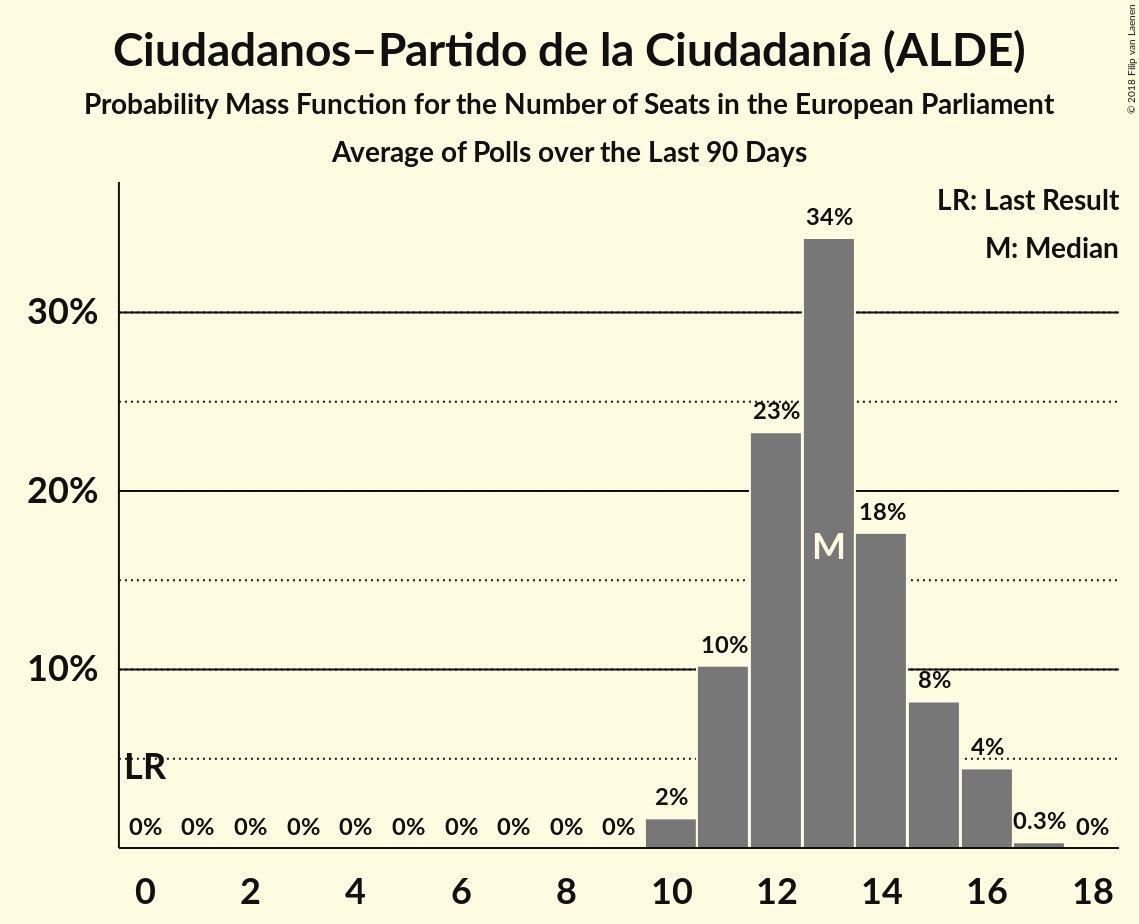 Ciudadanos–Partido de la Ciudadanía (ALDE)
Probability Mass Function for the Number of Seats in the European Parliament
Average of Polls over the Last 90 Days
© 2018 Filip van Laenen
LR: Last Result
M: Median
34%
30%
23%
20%
18%
M
10%
10%
8%
LR
4%
2%
0% 0% 0% 0% 0% 0% 0% 0% 0% 0% 0.3% 0%
0 2 4 6 8 10 12 14 16 18